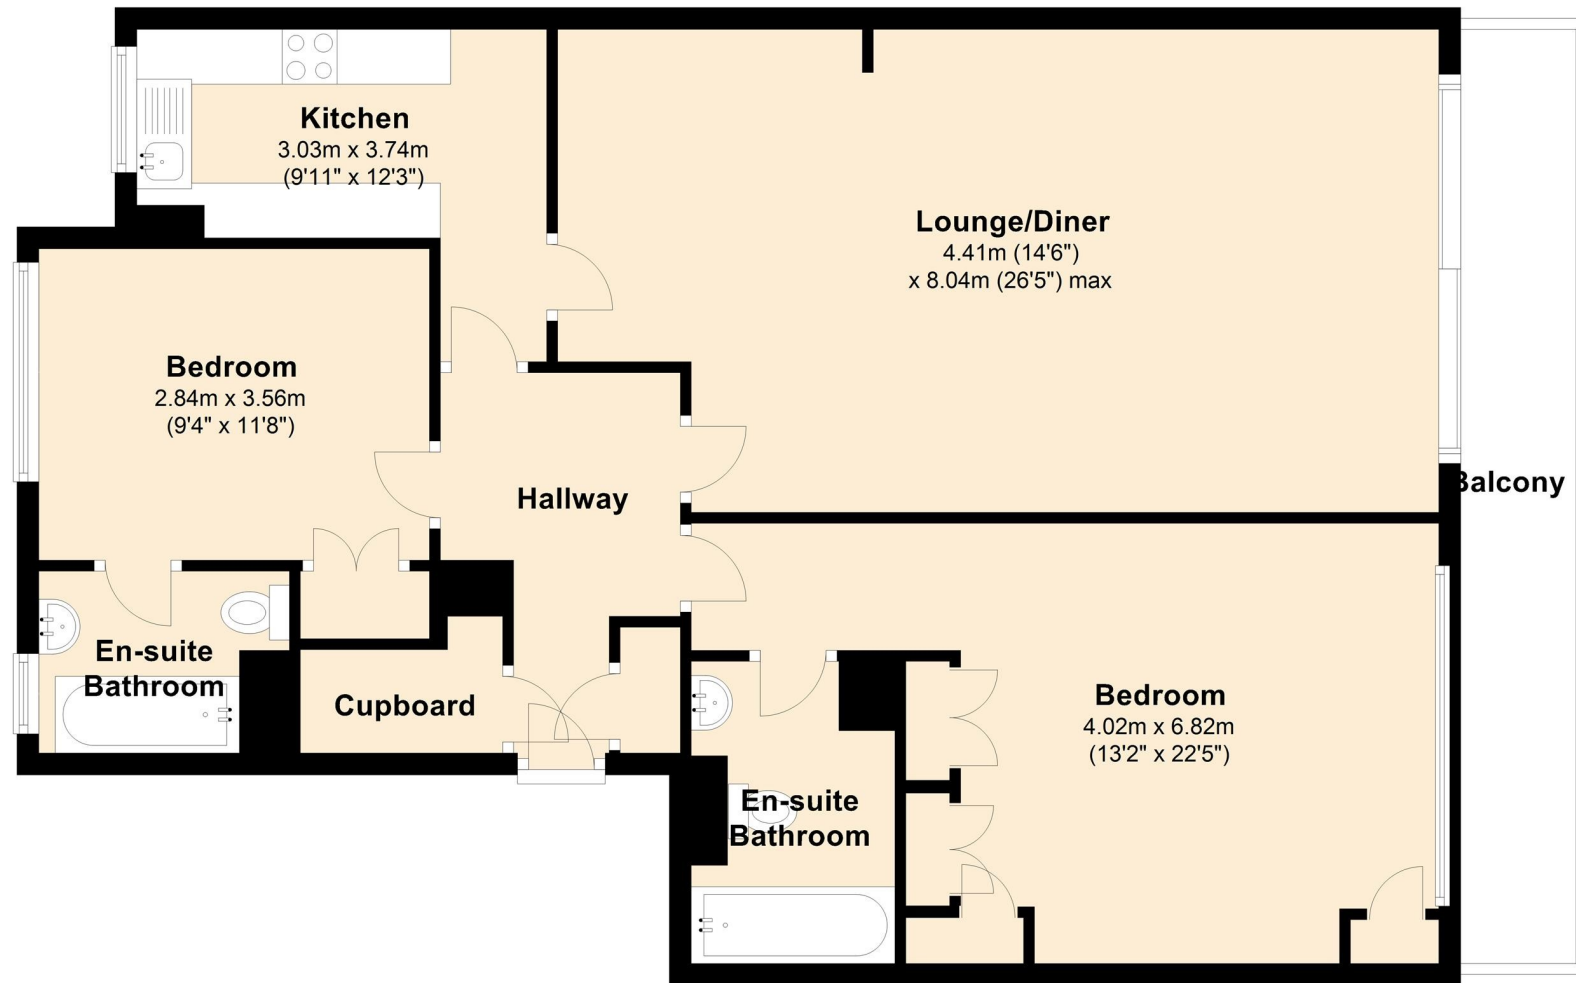 Kitchen
3.03m x 3.74m
(9'11" x 12'3")
Lounge/Diner
4.41m (14'6")
x 8.04m (26'5") max
Bedroom
2.84m x 3.56m
(9'4" x 11'8")
Hallway
Balcony
En-suite
Bathroom
Cupboard
Bedroom
4.02m x 6.82m
(13'2" x 22'5")
En-suite
Bathroom